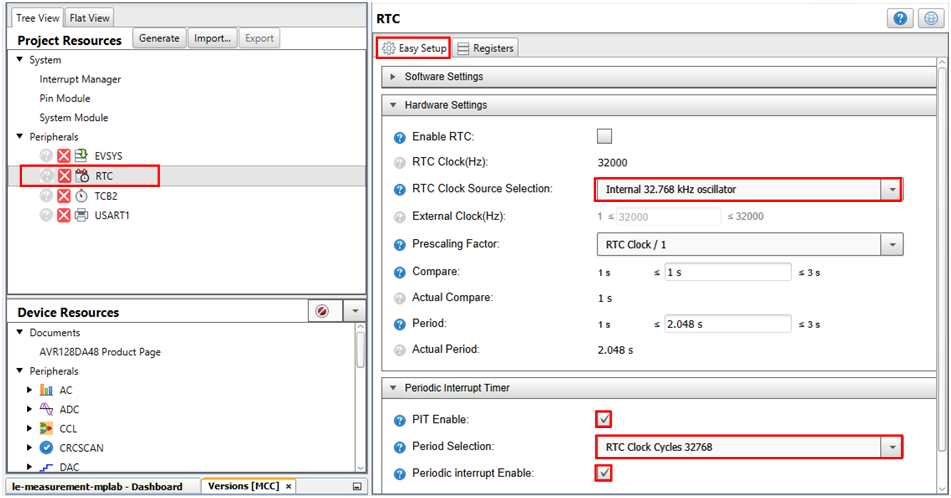 Tree View Flat View
Project Resources Generate Import... Export
System
Interrupt Manager
Pin Module
System Module
Peripherals
EVSYS
RTC
TCB2
USART1
Device Resources
Documents
AVR128DA48 Product Page
Peripherals
AC
ADC
CCL
CRCSCAN
DAC
le-measurement-mplab - Dashboard Versions [MCC] ×
RTC
Easy Setup Registers
Software Settings
Hardware Settings
Enable RTC:
RTC Clock(Hz): 32000
RTC Clock Source Selection: Internal 32.768 kHz oscillator
External Clock(Hz): 1 ≤ 32000 ≤ 32000
Prescaling Factor: RTC Clock / 1
Compare: 1 s ≤ 1 s ≤ 3 s
Actual Compare: 1 s
Period: 1 s ≤ 2.048 s ≤ 3 s
Actual Period: 2.048 s
Periodic Interrupt Timer
PIT Enable:
Period Selection: RTC Clock Cycles 32768
Periodic interrupt Enable: